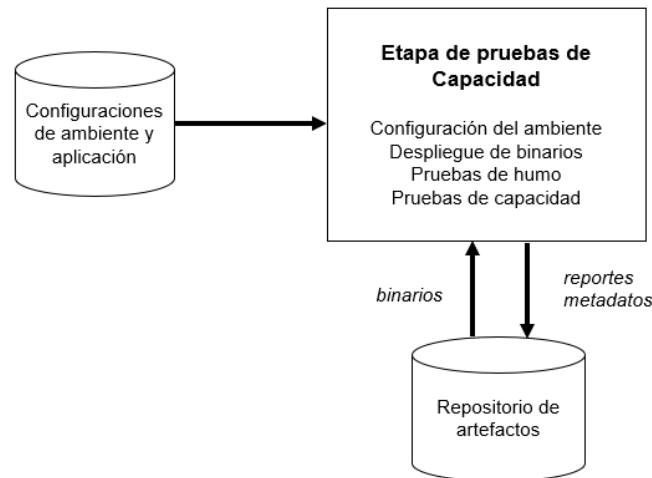 Etapa de pruebas de
Capacidad
Configuraciones
de ambiente y
aplicación
Configuración del ambiente
Despliegue de binarios
Pruebas de humo
Pruebas de capacidad
binarios
reportes
metadatos
Repositorio de
artefactos